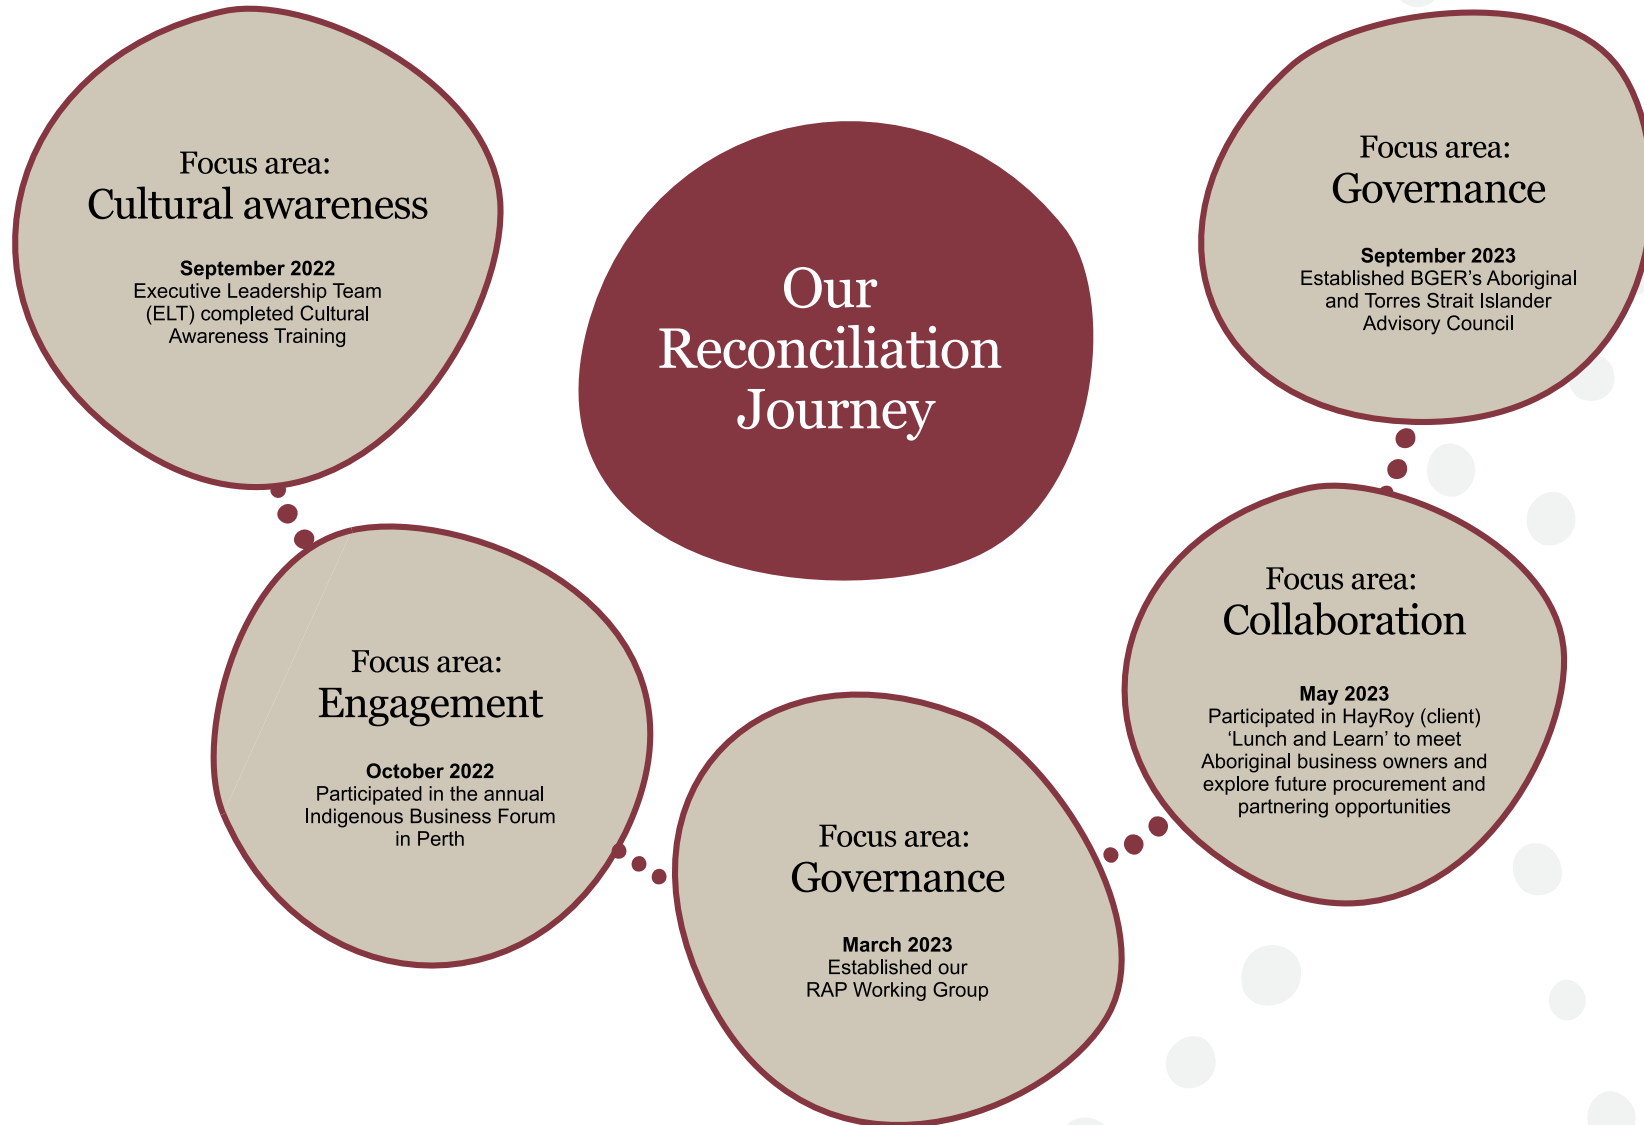 Our
Reconciliation
Journey
Focus area:
Cultural awareness
September 2022
Executive Leadership Team
(ELT) completed Cultural
Awareness Training
Focus area:
Engagement
October 2022
Participated in the annual
Indigenous Business Forum
in Perth
Focus area:
Governance
March 2023
Established our
RAP Working Group
Focus area:
Collaboration
May 2023
Participated in HayRoy (client)
‘Lunch and Learn’ to meet
Aboriginal business owners and
explore future procurement and
partnering opportunities
Focus area:
Governance
September 2023
Established BGER’s Aboriginal
and Torres Strait Islander
Advisory Council